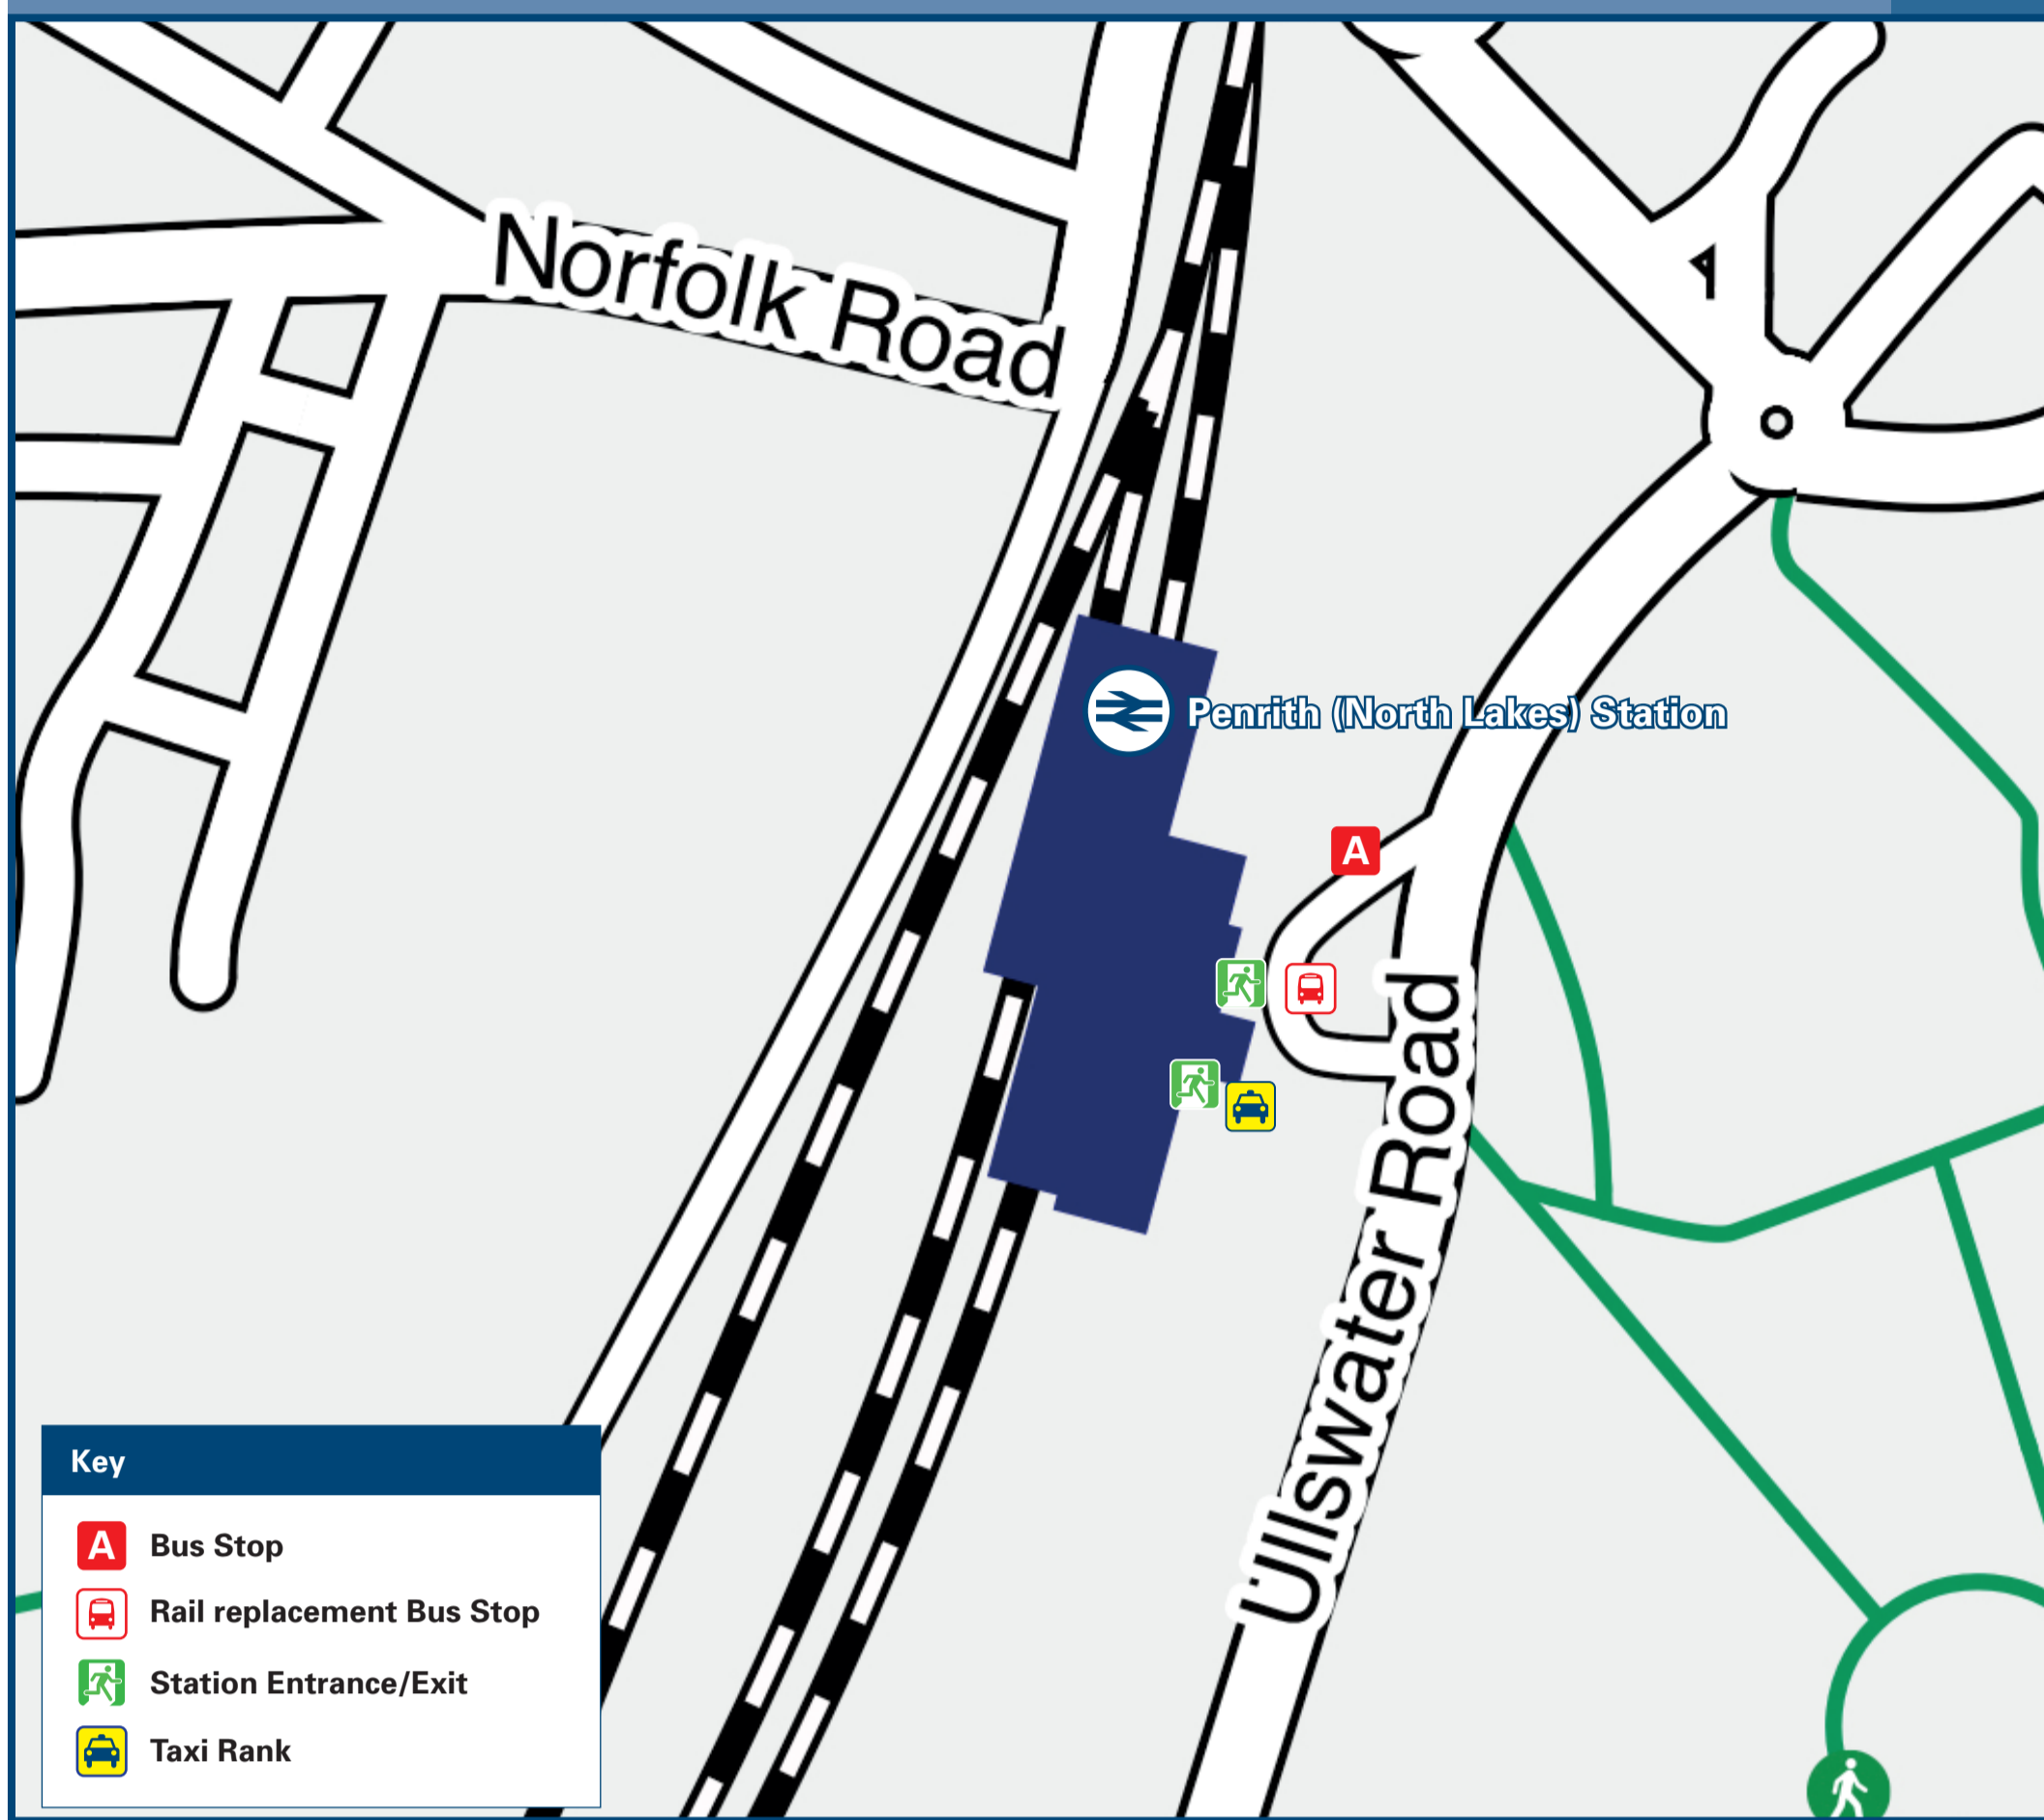 Norfolk Road
Penrith (North Lakes) Station
A
Ullswater Road
Key
A Bus Stop
Rail replacement Bus Stop
Station Entrance/Exit
Taxi Rank